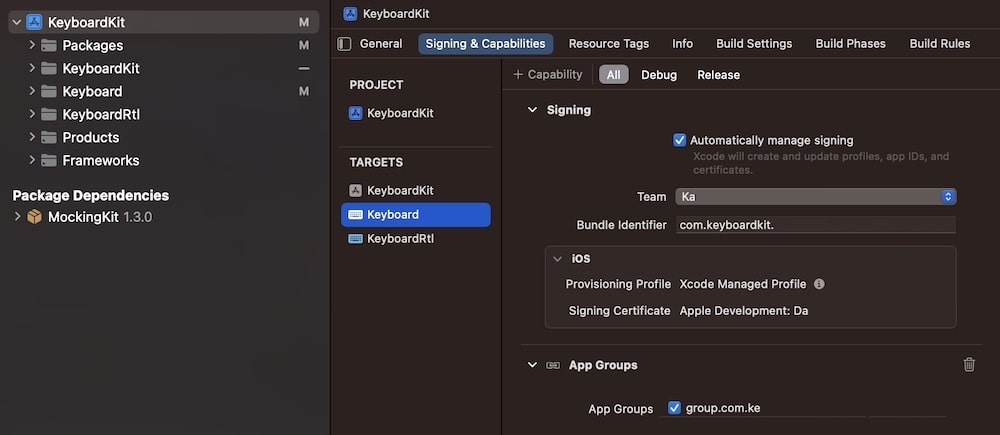 KeyboardKit M
Packages M
KeyboardKit —
Keyboard M
KeyboardRtl
Products
Frameworks
Package Dependencies
MockingKit 1.3.0
KeyboardKit
General Signing & Capabilities Resource Tags Info Build Settings Build Phases Build Rules
PROJECT
KeyboardKit
TARGETS
KeyboardKit
Keyboard
KeyboardRtl
+ Capability All Debug Release
Signing
Automatically manage signing
Xcode will create and update profiles, app IDs, and
certificates.
Team Ka
Bundle Identifier com.keyboardkit.
iOS
Provisioning Profile Xcode Managed Profile
Signing Certificate Apple Development: Da
App Groups
App Groups group.com.ke